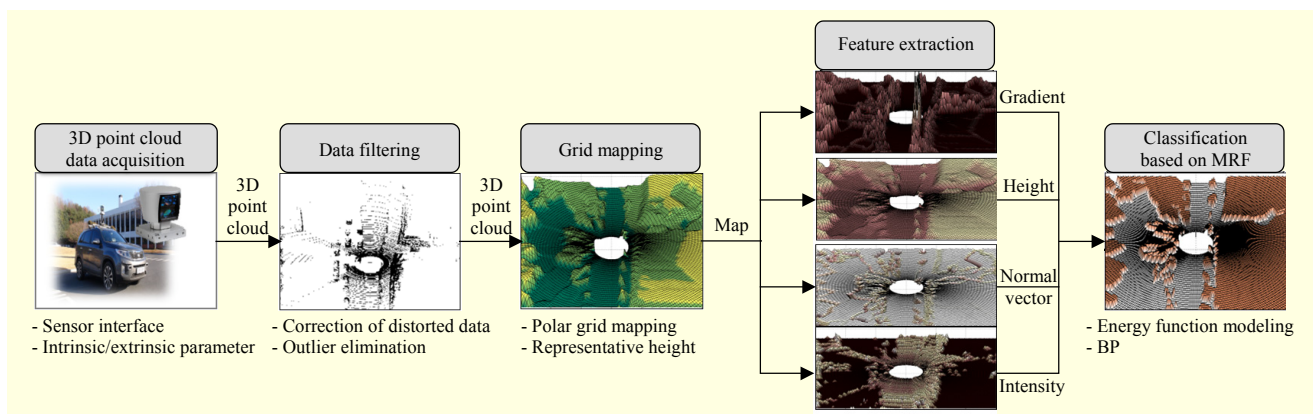 3D point cloud
data acquisition
- Sensor interface
- Intrinsic/extrinsic parameter
3D
point
cloud
Data filtering
- Correction of distorted data
- Outlier elimination
3D
point
cloud
Grid mapping
- Polar grid mapping
- Representative height
Map
Feature extraction
Gradient
Height
Normal
vector
Intensity
Classification
based on MRF
- Energy function modeling
- BP